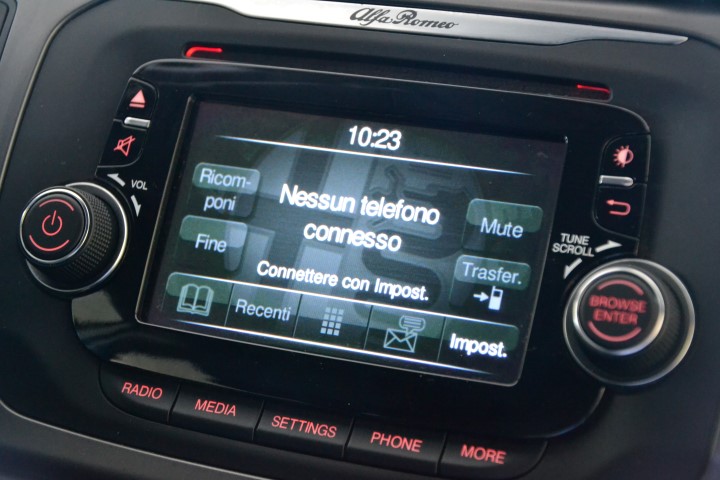 Alfa Romeo
10:23
Ricom-
poni
Nessun telefono
connesso
Mute
Fine
Connettere con Impost.
Trasfer.
Recenti
Impost.
VOL
TUNE
SCROLL
BROWSE
ENTER
RADIO
MEDIA
SETTINGS
PHONE
MORE